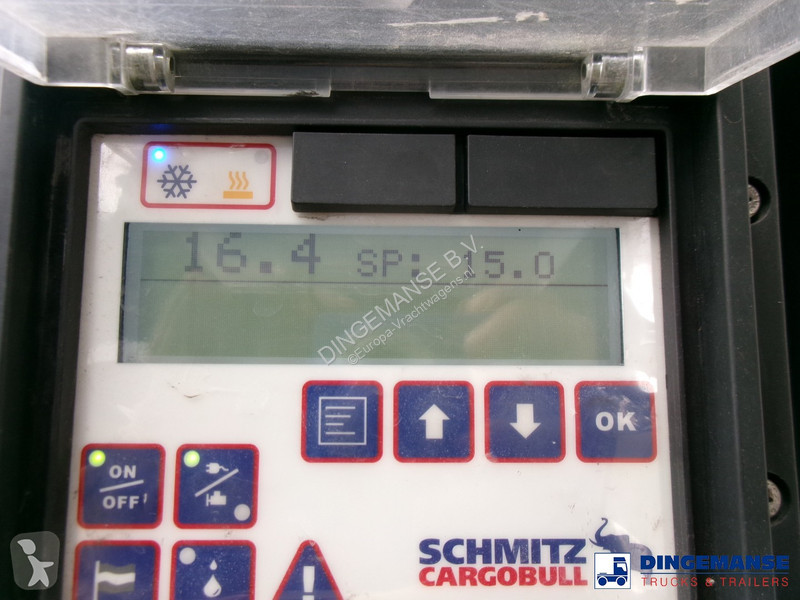 16.4 SP: 15.0
DINGEMANSE B.V.
©Europa-Vrachtwagens.nl
OK
ON
OFF
SCHMITZ
CARGOBULL
DINGEMANSE
TRUCKS & TRAILERS